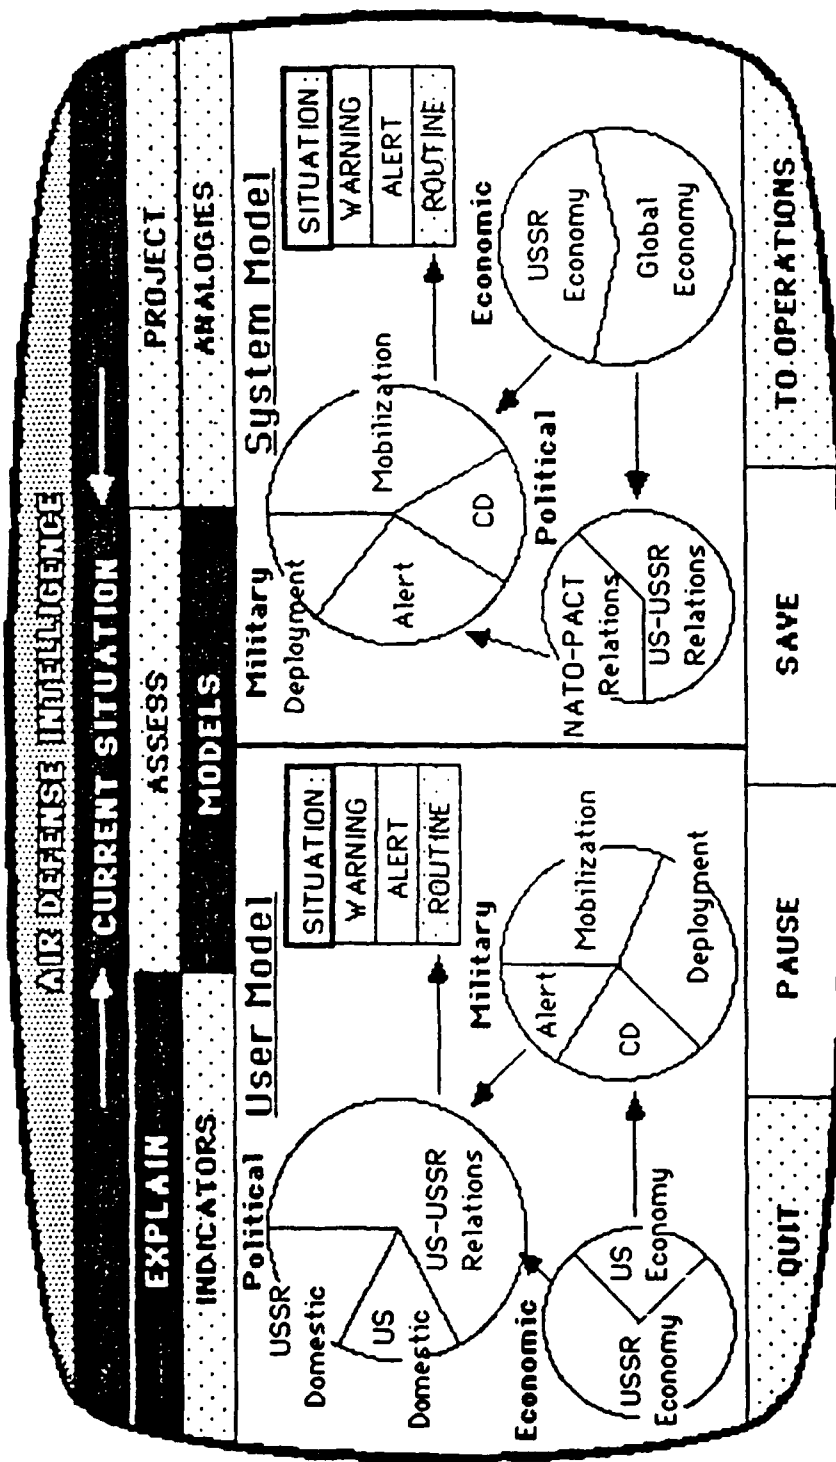 AIR DEFENSE INTELLIGENCE
CURRENT SITUATION
EXPLAIN
ASSESS
PROJECT
INDICATORS
MODELS
ANALOGIES
User Model
Political
USSR
Domestic
US
Domestic
US-USSR
Relations
SITUATION
WARNING
ALERT
ROUTINE
Economic
USSR
Economy
US
Economy
Military
Alert
Mobilization
CD
Deployment
System Model
Military
Deployment
Mobilization
Alert
CD
SITUATION
WARNING
ALERT
ROUTINE
Political
NATO-PACT
Relations
US-USSR
Relations
Economic
USSR
Economy
Global
Economy
QUIT
PAUSE
SAVE
TO OPERATIONS